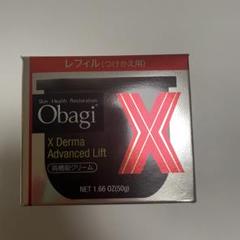 レフィル(つけかえ用)
Skin Health Restoration
Obagi
X Derma
Advanced Lift
高機能クリーム
X
NET 1.66 OZ(50g)